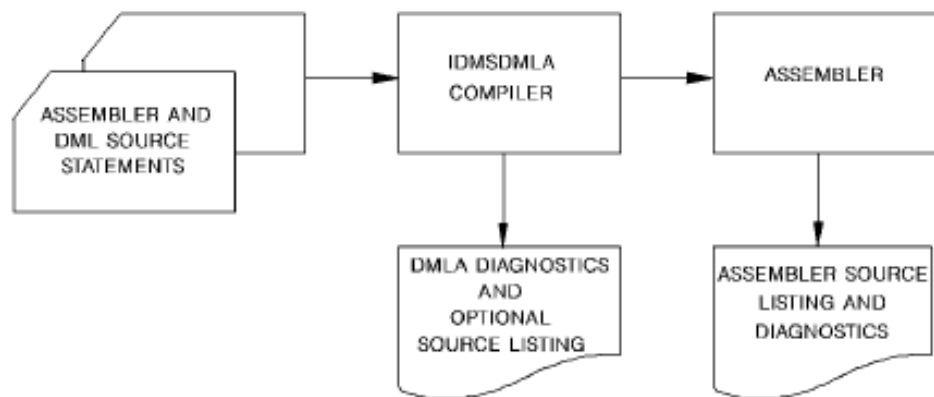 ASSEMBLER AND
DML SOURCE
STATEMENTS
IDMSDMLA
COMPILER
ASSEMBLER
DMLA DIAGNOSTICS
AND
OPTIONAL
SOURCE LISTING
ASSEMBLER SOURCE
LISTING AND
DIAGNOSTICS